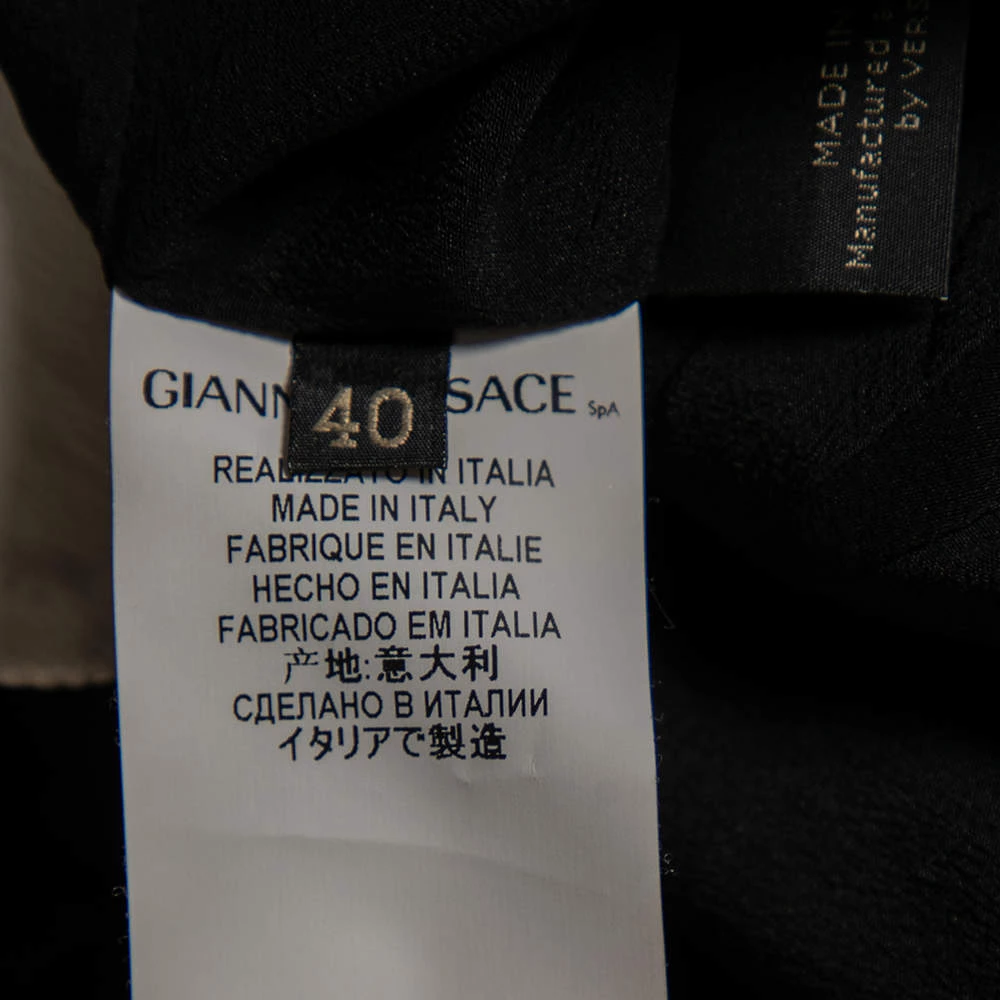 MADE IN
Manufactured
by VERS
GIANN SACE SpA
40
REALIZZATO IN ITALIA
MADE IN ITALY
FABRIQUE EN ITALIE
HECHO EN ITALIA
FABRICADO EM ITALIA
产地:意大利
СДЕЛАНО В ИТАЛИИ
イタリアで製造